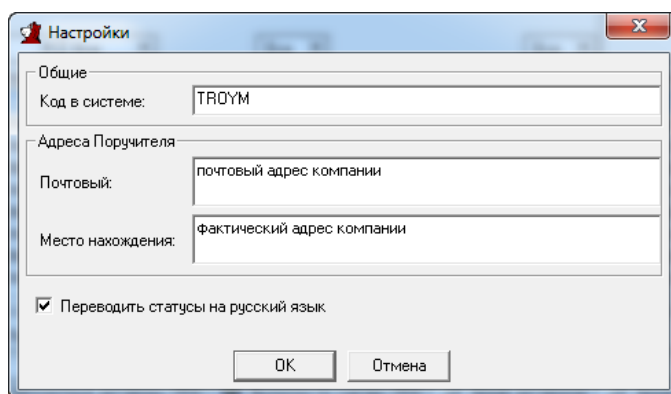 Настройки
Общие
Код в системе: TROYM
Адреса Поручителя
Почтовый: почтовый адрес компании
Место нахождения: фактический адрес компании
Переводить статусы на русский язык
OK Отмена